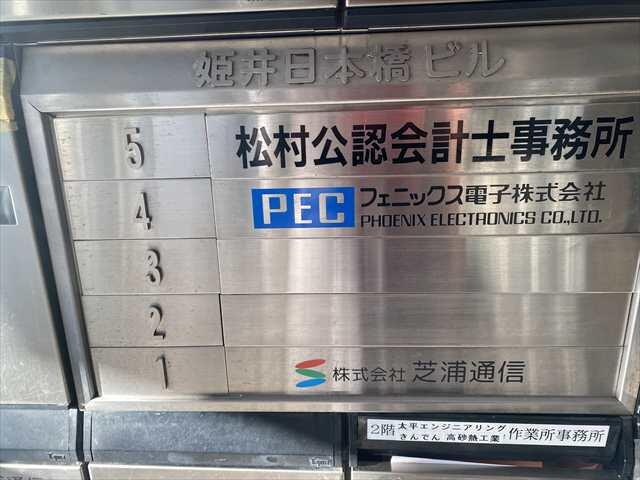 姫井日本橋ビル
5 松村公認会計士事務所
4 PEC フェニックス電子株式会社
PHOENIX ELECTRONICS CO.,LTD.
3
2
1 株式会社 芝浦通信
2階 太平エンジニアリング
きんでん 高砂熱工業 作業所事務所